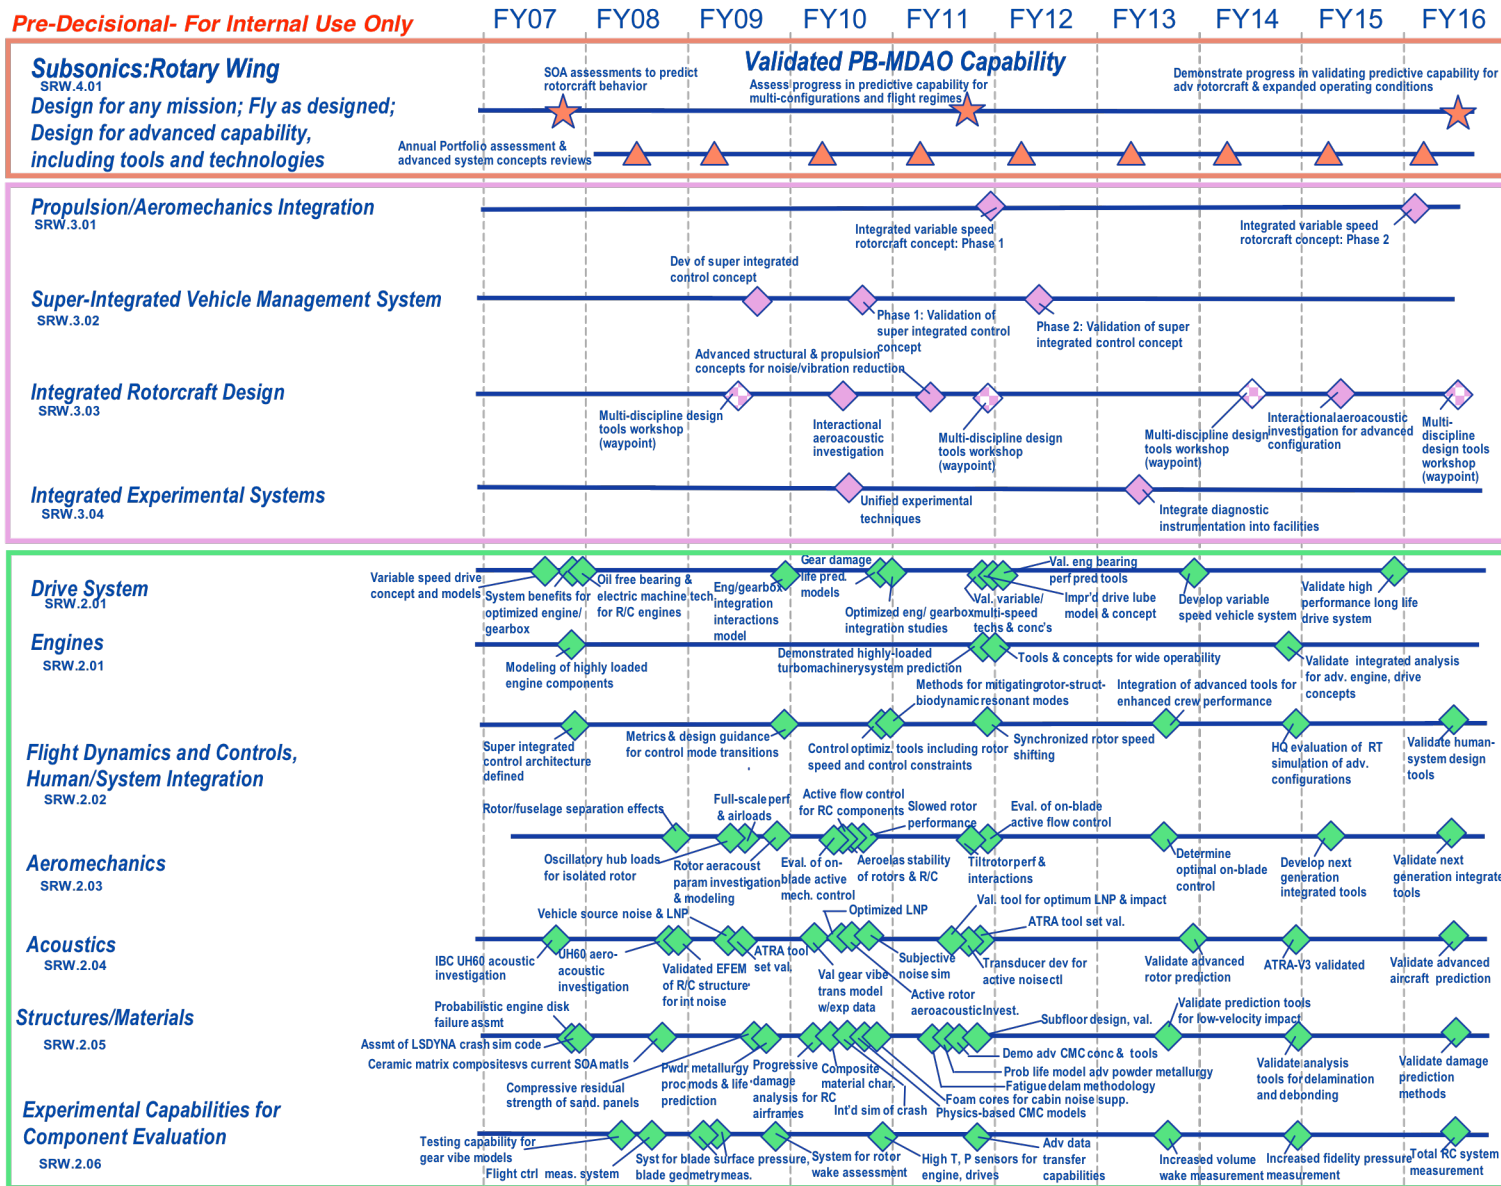 Pre-Decisional- For Internal Use Only
FY07 FY08 FY09 FY10 FY11 FY12 FY13 FY14 FY15 FY16
Subsonics:Rotary Wing
SRW.4.01
Design for any mission; Fly as designed;
Design for advanced capability,
including tools and technologies
Validated PB-MDAO Capability
SOA assessments to predict
rotorcraft behavior
Assess progress in predictive capability for
multi-configurations and flight regimes
Demonstrate progress in validating predictive capability for
adv rotorcraft & expanded operating conditions
Annual Portfolio assessment &
advanced system concepts reviews
Propulsion/Aeromechanics Integration
SRW.3.01
Integrated variable speed
rotorcraft concept: Phase 1
Integrated variable speed
rotorcraft concept: Phase 2
Super-Integrated Vehicle Management System
SRW.3.02
Dev of super integrated
control concept
Phase 1: Validation of
super integrated control
concept
Phase 2: Validation of super
integrated control concept
Integrated Rotorcraft Design
SRW.3.03
Advanced structural & propulsion
concepts for noise/vibration reduction
Multi-discipline design
tools workshop
(waypoint)
Interactional
aeroacoustic
investigation
Multi-discipline design
tools workshop
(waypoint)
Multi-discipline design
tools workshop
(waypoint)
Interactionalaeroacoustic
investigation for advanced
configuration
Multi-
discipline
design tools
workshop
(waypoint)
Integrated Experimental Systems
SRW.3.04
Unified experimental
techniques
Integrate diagnostic
instrumentation into facilities
Drive System
SRW.2.01
Variable speed drive
concept and models
System benefits for
optimized engine/
gearbox
Oil free bearing &
electric machine tech
for R/C engines
Eng/gearbox
integration
interactions
model
Gear damage
life pred.
models
Optimized eng/ gearbox
integration studies
Val. variable/
multi-speed
techs & conc's
Val. eng bearing
perf pred tools
Impr'd drive lube
model & concept
Develop variable
speed vehicle system
Validate high
performance long life
drive system
Engines
SRW.2.01
Modeling of highly loaded
engine components
Demonstrated highly-loaded
turbomachinerysystem prediction
Tools & concepts for wide operability
Validate integrated analysis
for adv. engine, drive
concepts
Flight Dynamics and Controls,
Human/System Integration
SRW.2.02
Super integrated
control architecture
defined
Metrics & design guidance
for control mode transitions
Methods for mitigatingrotor-struct-
biodynamic resonant modes
Control optimiz. tools including rotor
speed and control constraints
Synchronized rotor speed
shifting
Integration of advanced tools for
enhanced crew performance
HQ evaluation of RT
simulation of adv.
configurations
Validate human-
system design
tools
Aeromechanics
SRW.2.03
Rotor/fuselage separation effects
Oscillatory hub loads
for isolated rotor
Full-scale perf
& airloads
Rotor aeracoust
param investigation
& modeling
Active flow control
for RC components
Eval. of on-
blade active
mech. control
Slowed rotor
performance
Aeroelas stability
of rotors & R/C
Tiltrotorperf &
interactions
Eval. of on-blade
active flow control
Determine
optimal on-blade
control
Develop next
generation
integrated tools
Validate next
generation integrate
tools
Acoustics
SRW.2.04
IBC UH60 acoustic
investigation
UH60 aero-
acoustic
investigation
Vehicle source noise & LNP
Validated EFEM
of R/C structure
for int noise
ATRA tool
set val.
Val gear vibe
trans model
w/exp data
Optimized LNP
Subjective
noise sim
Active rotor
aeroacousticInvest.
Val. tool for optimum LNP & impact
ATRA tool set val.
Transducer dev for
active noisectl
Validate advanced
rotor prediction
ATRA-V3 validated
Validate advanced
aircraft prediction
Structures/Materials
SRW.2.05
Probabilistic engine disk
failure assmt
Assmt of LSDYNA crash sim code
Ceramic matrix compositesvs current SOA matls
Compressive residual
strength of sand. panels
Pwdr metallurgy
proc mods & life
prediction
Progressive
damage
analysis for RC
airframes
Composite
material char.
Int'd sim of crash
Physics-based CMC models
Foam cores for cabin noise supp.
Fatigue delam methodology
Prob life model adv powder metallurgy
Demo adv CMC conc & tools
Subfloor design, val.
Validate prediction tools
for low-velocity impact
Validate analysis
tools for delamination
and debonding
Validate damage
prediction
methods
Experimental Capabilities for
Component Evaluation
SRW.2.06
Testing capability for
gear vibe models
Flight ctrl meas. system
Syst for blade surface pressure,
blade geometrymeas.
System for rotor
wake assessment
High T, P sensors for
engine, drives
Adv data
transfer
capabilities
Increased volume
wake measurement
Increased fidelity pressure
measurement
Total RC system
measurement